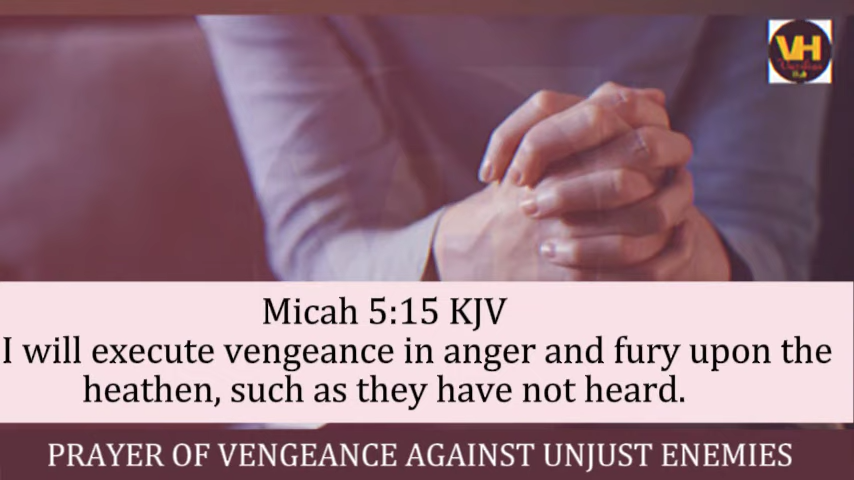 VH
Micah 5:15 KJV
I will execute vengeance in anger and fury upon the
heathen, such as they have not heard.
PRAYER OF VENGEANCE AGAINST UNJUST ENEMIES